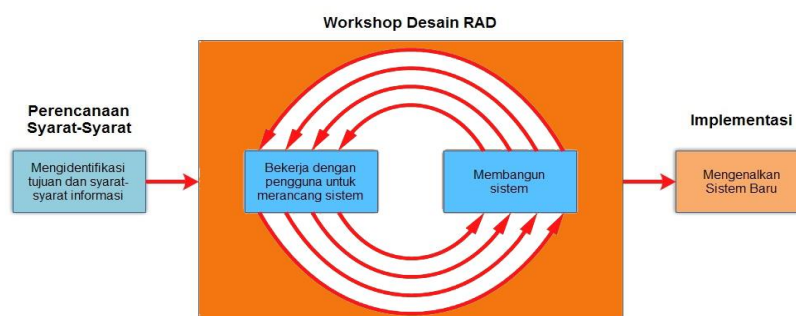 Workshop Desain RAD
Perencanaan
Syarat-Syarat
Mengidentifikasi
tujuan dan syarat-
syarat informasi
Bekerja dengan
pengguna untuk
merancang sistem
Membangun
sistem
Implementasi
Mengenalkan
Sistem Baru